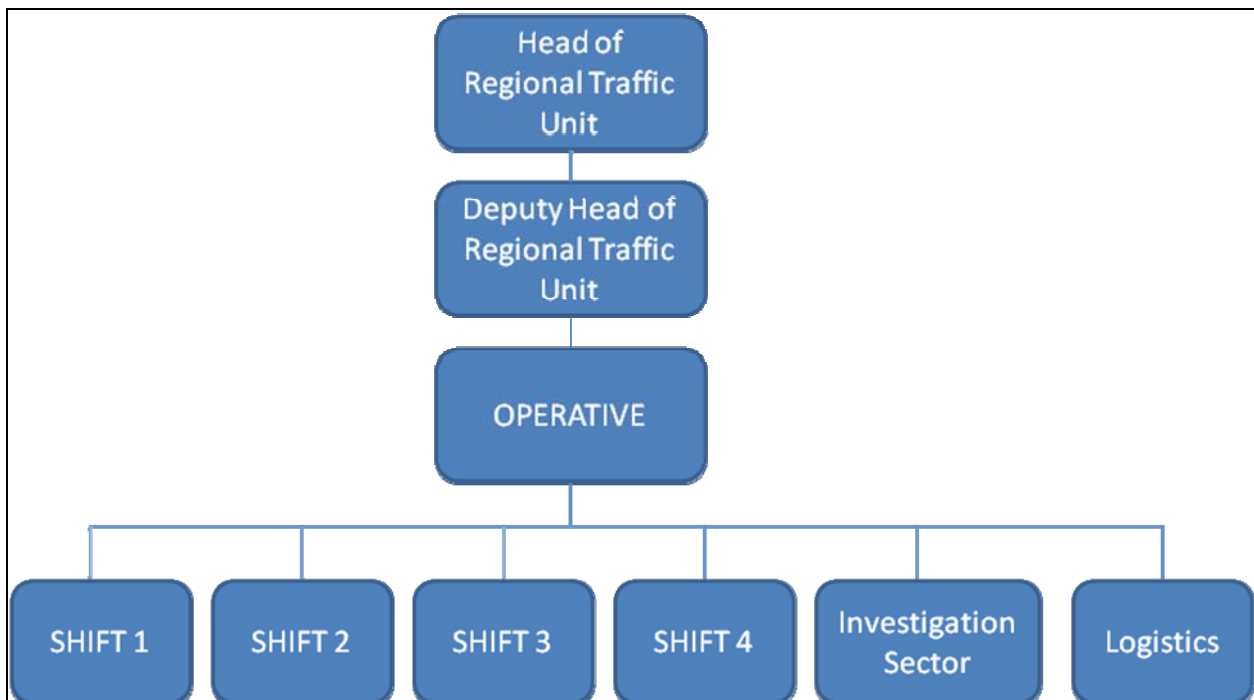 Head of
Regional Traffic
Unit
Deputy Head of
Regional Traffic
Unit
OPERATIVE
SHIFT 1
SHIFT 2
SHIFT 3
SHIFT 4
Investigation
Sector
Logistics